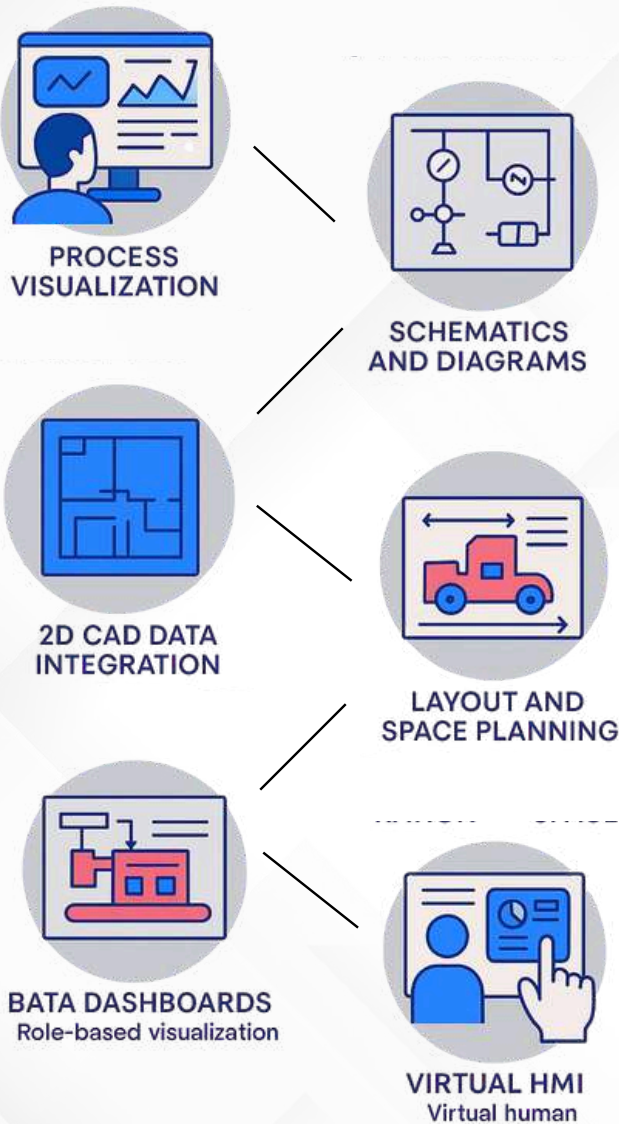 PROCESS
VISUALIZATION
SCHEMATICS
AND DIAGRAMS
2D CAD DATA
INTEGRATION
LAYOUT AND
SPACE PLANNING
BATA DASHBOARDS
Role-based visualization
VIRTUAL HMI
Virtual human